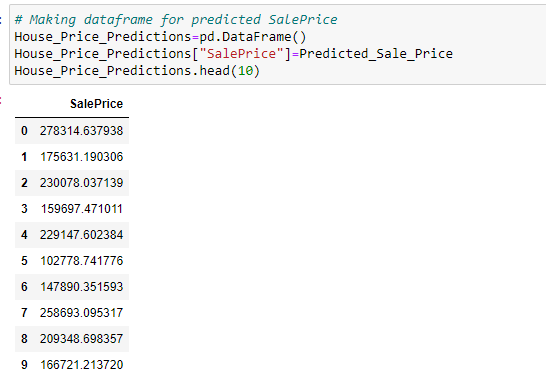 # Making dataframe for predicted SalePrice
House_Price_Predictions=pd.DataFrame()
House_Price_Predictions["SalePrice"]=Predicted_Sale_Price
House_Price_Predictions.head(10)
SalePrice
0 278314.637938
1 175631.190306
2 230078.037139
3 159697.471011
4 229147.602384
5 102778.741776
6 147890.351593
7 258693.095317
8 209348.698357
9 166721.213720